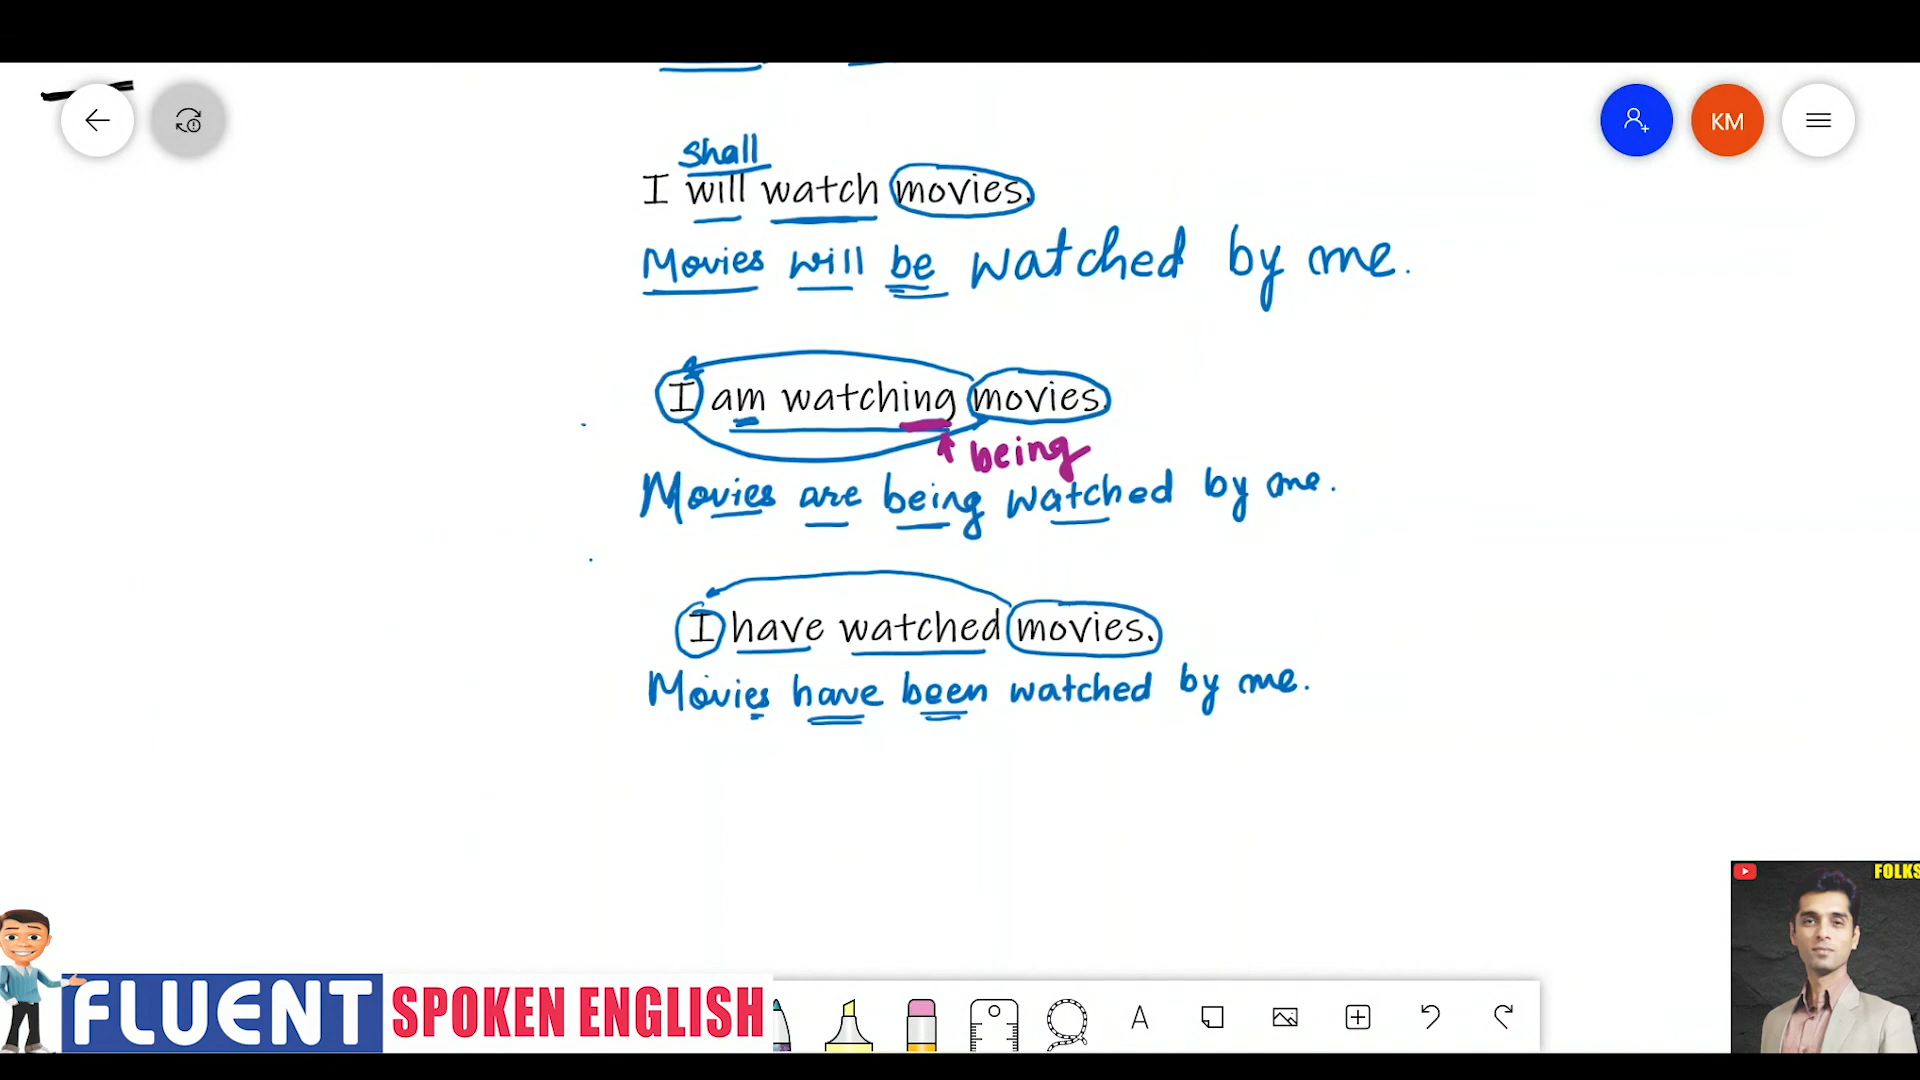 KM
shall
I will watch movies.
Movies will be watched by me.
I am watching movies.
being
Movies are being watched by me.
I have watched movies.
Movies have been watched by me.
FOLKS
FLUENT SPOKEN ENGLISH
A